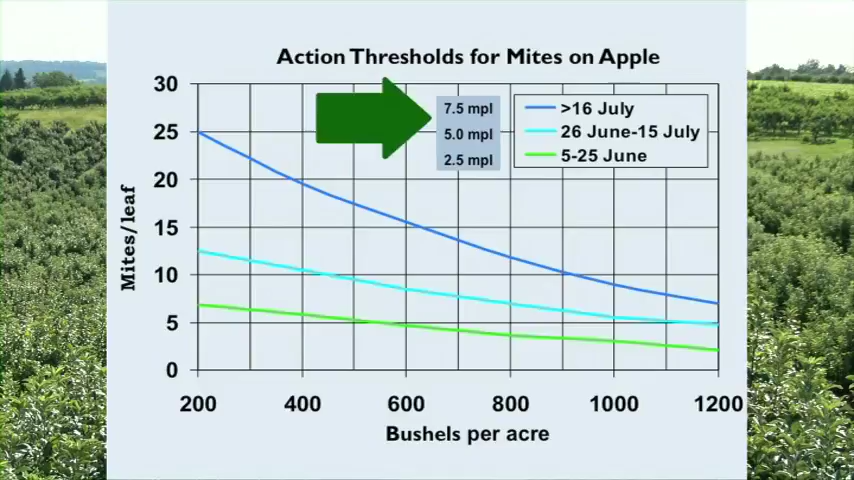 Action Thresholds for Mites on Apple
30
25
20
15
10
5
0
Mites/leaf
7.5 mpl
5.0 mpl
2.5 mpl
>16 July
26 June-15 July
5-25 June
200 400 600 800 1000 1200
Bushels per acre